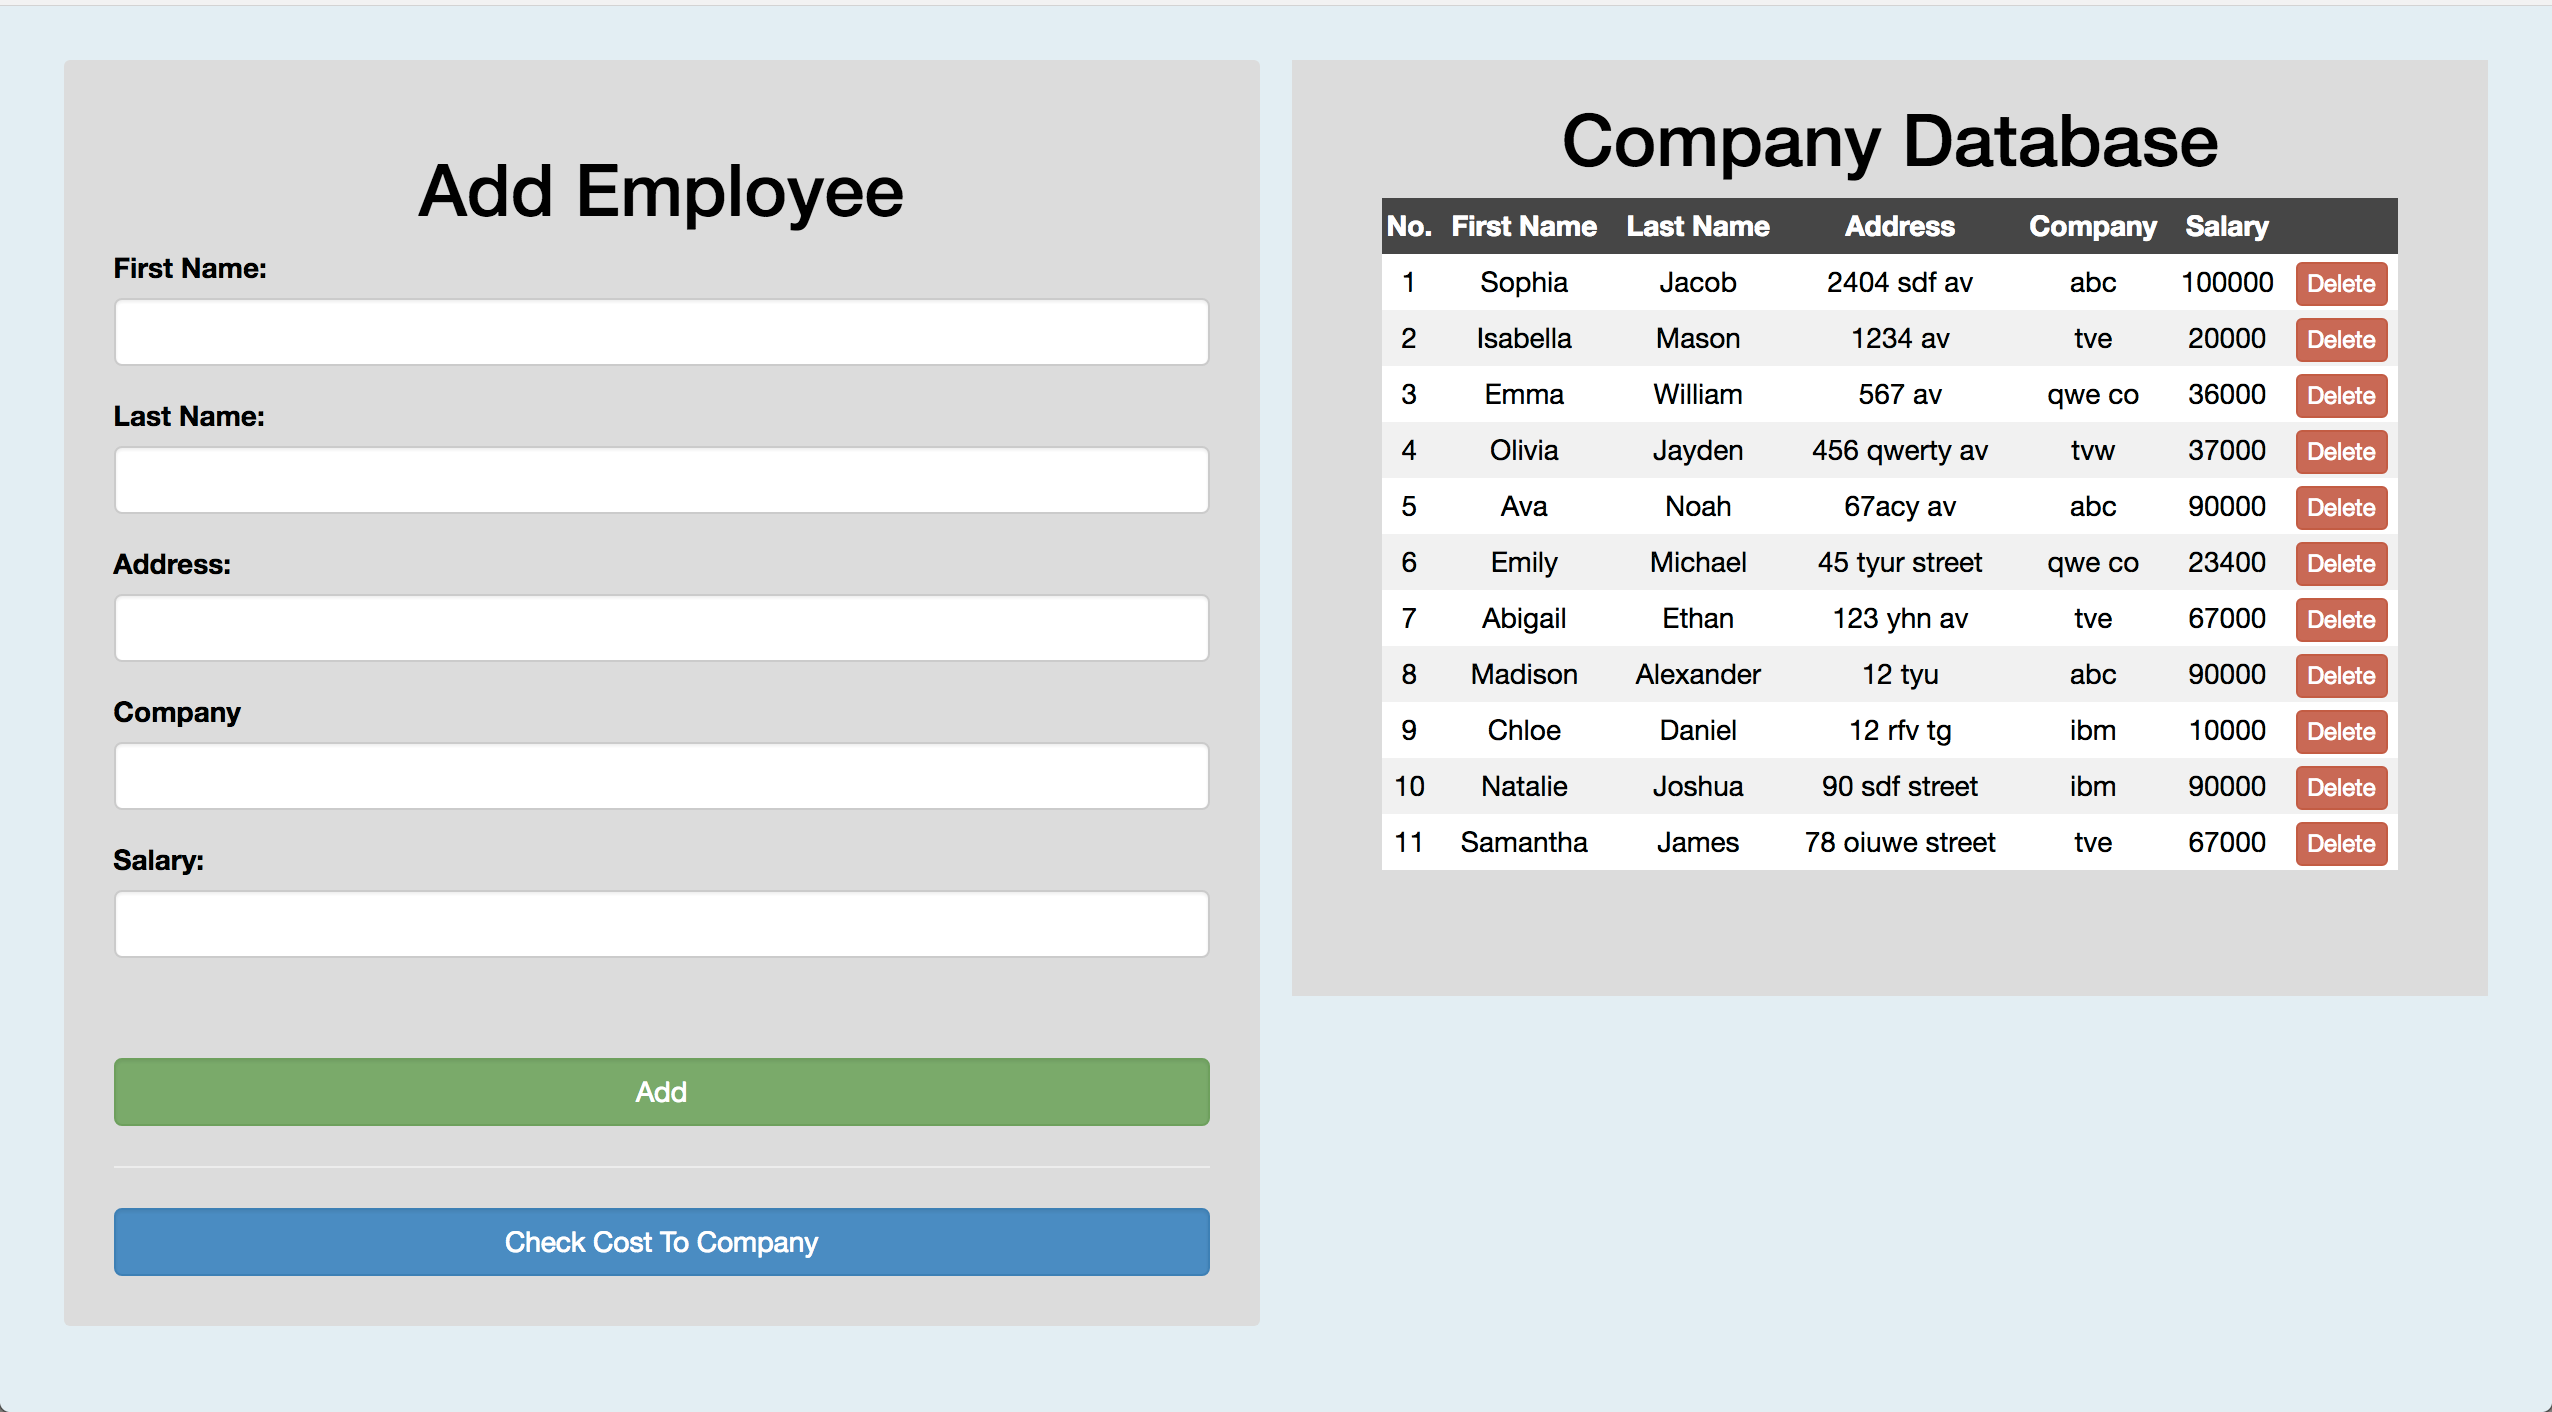 Add Employee
First Name:
Last Name:
Address:
Company
Salary:
Add
Check Cost To Company
Company Database
No. First Name Last Name Address Company Salary
1 Sophia Jacob 2404 sdf av abc 100000 Delete
2 Isabella Mason 1234 av tve 20000 Delete
3 Emma William 567 av qwe co 36000 Delete
4 Olivia Jayden 456 qwerty av tvw 37000 Delete
5 Ava Noah 67acy av abc 90000 Delete
6 Emily Michael 45 tyur street qwe co 23400 Delete
7 Abigail Ethan 123 yhn av tve 67000 Delete
8 Madison Alexander 12 tyu abc 90000 Delete
9 Chloe Daniel 12 rfv tg ibm 10000 Delete
10 Natalie Joshua 90 sdf street ibm 90000 Delete
11 Samantha James 78 oiuwe street tve 67000 Delete